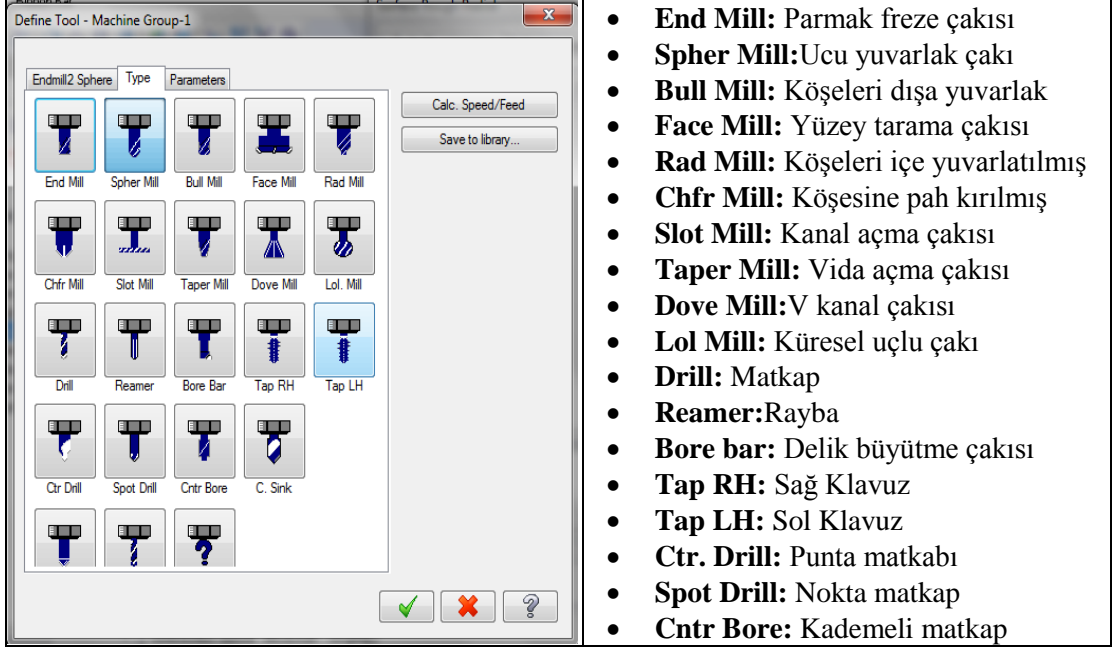 Define Tool - Machine Group-1
Endmill2 Sphere Type Parameters
Calc. Speed/Feed
Save to library...
End Mill Spher Mill Bull Mill Face Mill Rad Mill
Chfr Mill Slot Mill Taper Mill Dove Mill Lol. Mill
Drill Reamer Bore Bar Tap RH Tap LH
Ctr Drill Spot Drill Cntr Bore C. Sink
• End Mill: Parmak freze çakısı
• Spher Mill:Ucu yuvarlak çakı
• Bull Mill: Köşeleri dışa yuvarlak
• Face Mill: Yüzey tarama çakısı
• Rad Mill: Köşeleri içe yuvarlatılmış
• Chfr Mill: Köşesine pah kırılmış
• Slot Mill: Kanal açma çakısı
• Taper Mill: Vida açma çakısı
• Dove Mill:V kanal çakısı
• Lol Mill: Küresel uçlu çakı
• Drill: Matkap
• Reamer:Rayba
• Bore bar: Delik büyütme çakısı
• Tap RH: Sağ Klavuz
• Tap LH: Sol Klavuz
• Ctr. Drill: Punta matkabı
• Spot Drill: Nokta matkap
• Cntr Bore: Kademeli matkap